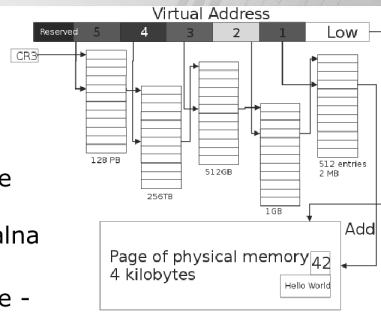 Virtual Address
Reserved 5 4 3 2 1 Low
CR3
128 PB
256TB
512GB
1GB
512 entries
2 MB
e
alna
e -
Add
Page of physical memory
4 kilobytes
42
Hello World